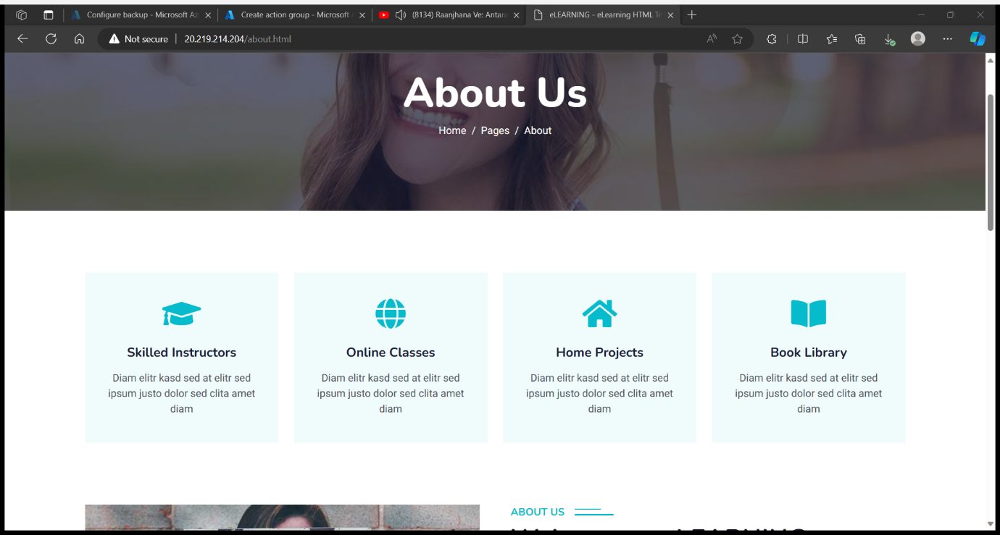 Configure backup - Microsoft Az
Create action group - Microsoft A
(8134) Raanjhana Ve: Antara
eLEARNING - eLearning HTML Te
Not secure
20.219.214.204/about.html
About Us
Home / Pages / About
Skilled Instructors
Diam elitr kasd sed at elitr sed
ipsum justo dolor sed clita amet
diam
Online Classes
Diam elitr kasd sed at elitr sed
ipsum justo dolor sed clita amet
diam
Home Projects
Diam elitr kasd sed at elitr sed
ipsum justo dolor sed clita amet
diam
Book Library
Diam elitr kasd sed at elitr sed
ipsum justo dolor sed clita amet
diam
ABOUT US